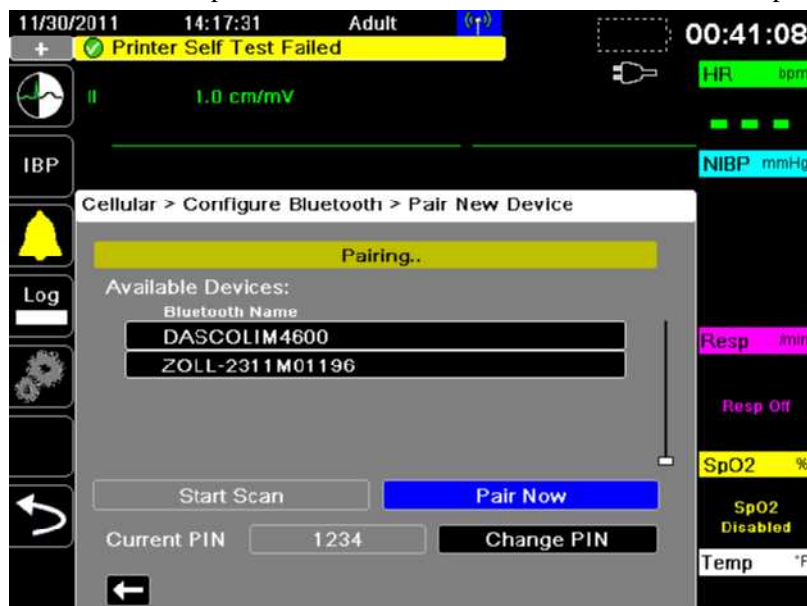 11/30/2011 14:17:31 Adult
00:41:08
Printer Self Test Failed
HR bpm
II 1.0 cm/mV
---
IBP
NIBP mmHg
Cellular > Configure Bluetooth > Pair New Device
Pairing..
Available Devices:
Log
Bluetooth Name
DASCOLIM4600
ZOLL-2311M01196
Resp /min
Resp Off
SpO2 %
Start Scan Pair Now
SpO2
Disabled
Current PIN 1234 Change PIN
Temp °F